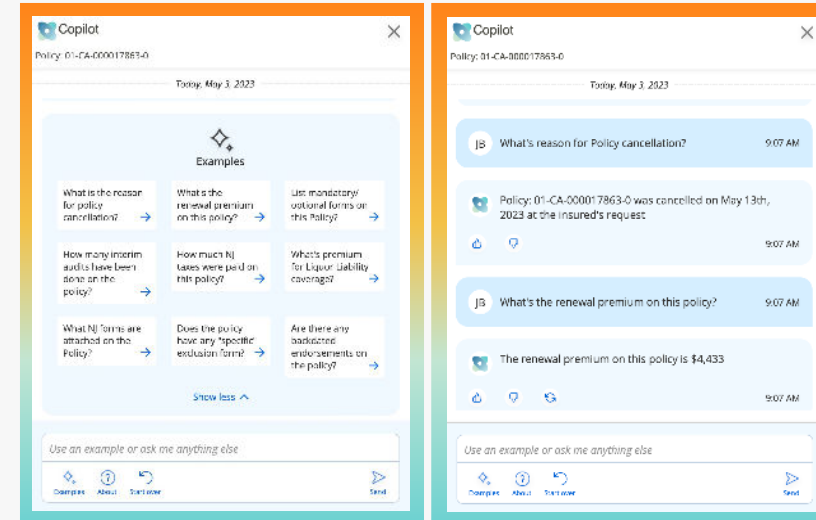 Copilot
Policy: 01-CA-000017863-0
Today, May 3, 2023
Examples
What is the reason
for policy
cancellation?
What's the
renewal premium
on this policy?
List mandatory/
optional forms on
this Policy?
How many interim
audits have been
done on the
policy?
How much NJ
taxes were paid on
this policy?
What's premium
for Liquor Liability
coverage?
What NJ forms are
attached on the
Policy?
Does the policy
have any "specific"
exclusion form?
Are there any
backdated
endorsements on
the policy?
Show less
Use an example or ask me anything else
Examples
About
Start over
Send
Copilot
Policy: 01-CA-000017863-0
Today, May 3, 2023
JB
What's reason for Policy cancellation?
9:07 AM
Policy: 01-CA-000017863-0 was cancelled on May 13th,
2023 at the insured's request
9:07 AM
JB
What's the renewal premium on this policy?
9:07 AM
The renewal premium on this policy is $4,433
9:07 AM
Use an example or ask me anything else
Examples
About
Start over
Send